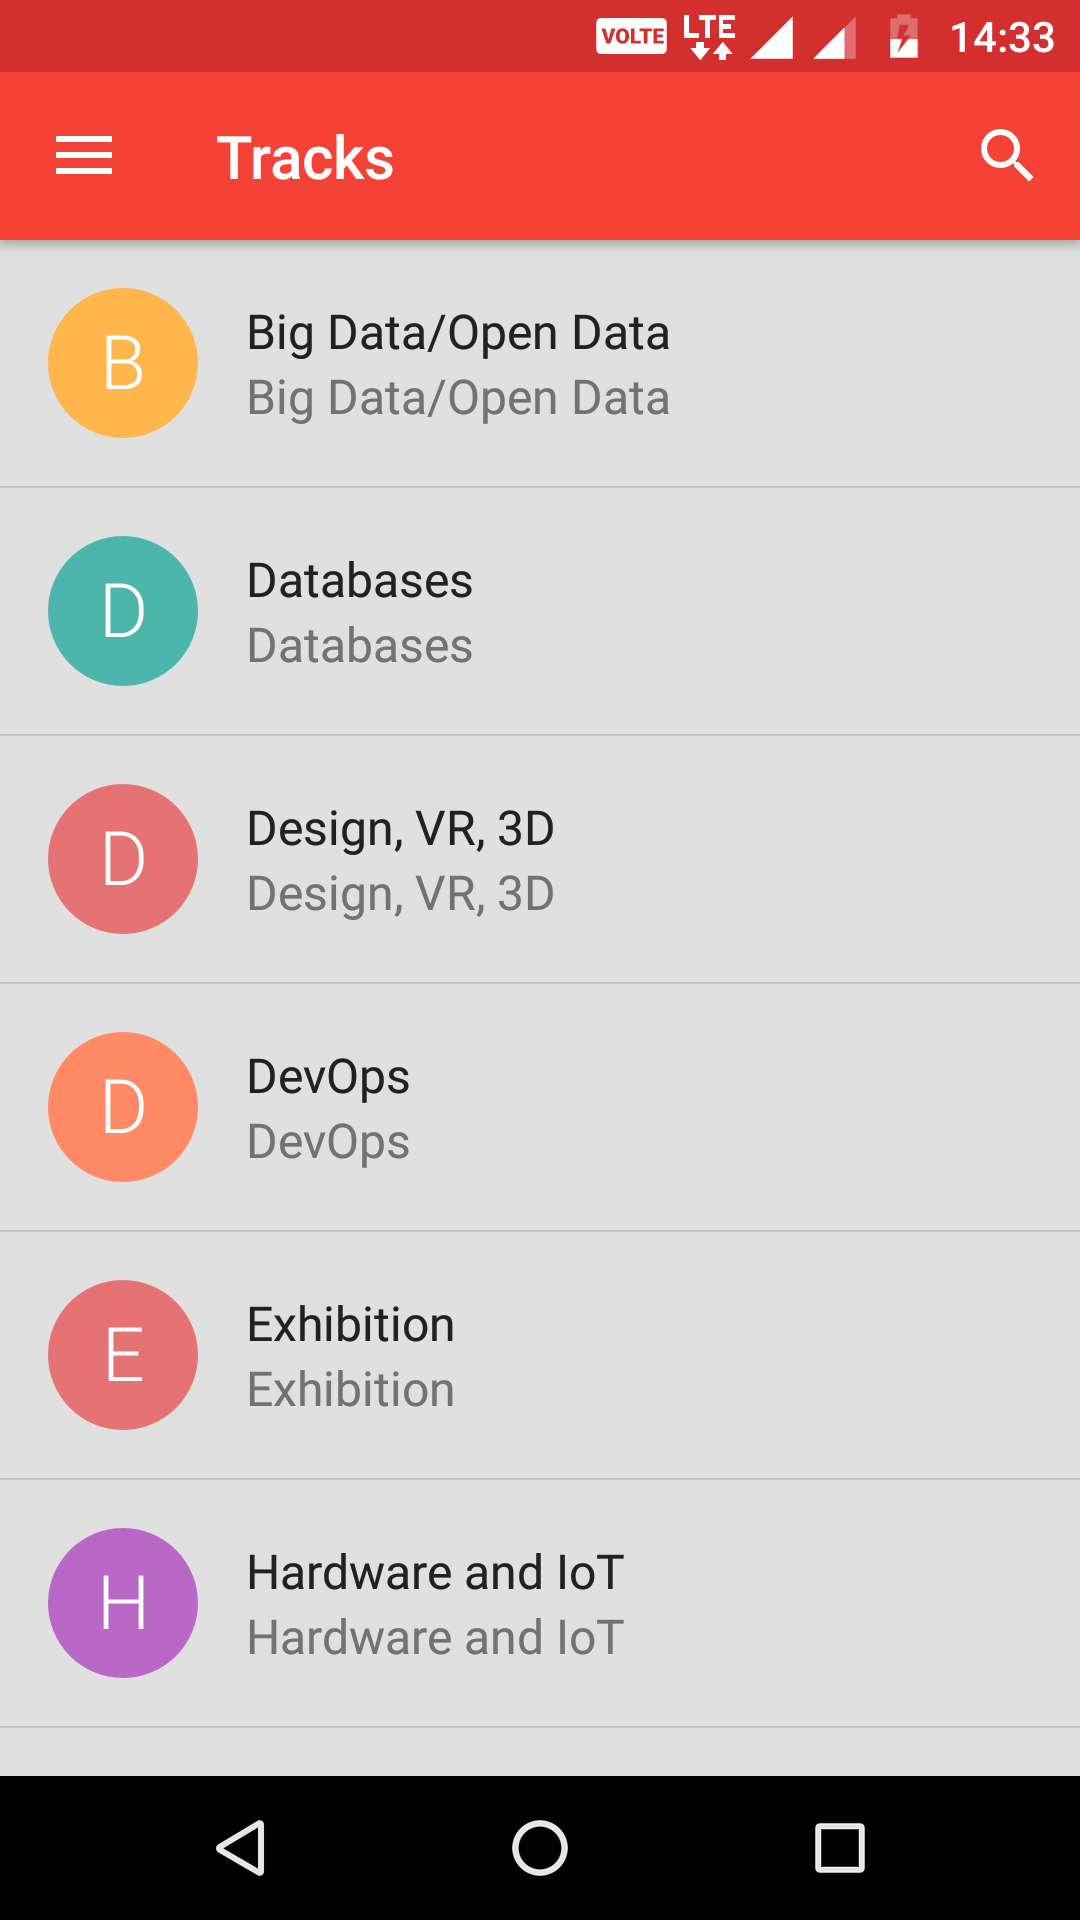 VOLTE LTE 14:33
Tracks
B
Big Data/Open Data
Big Data/Open Data
D
Databases
Databases
D
Design, VR, 3D
Design, VR, 3D
D
DevOps
DevOps
E
Exhibition
Exhibition
H
Hardware and IoT
Hardware and IoT